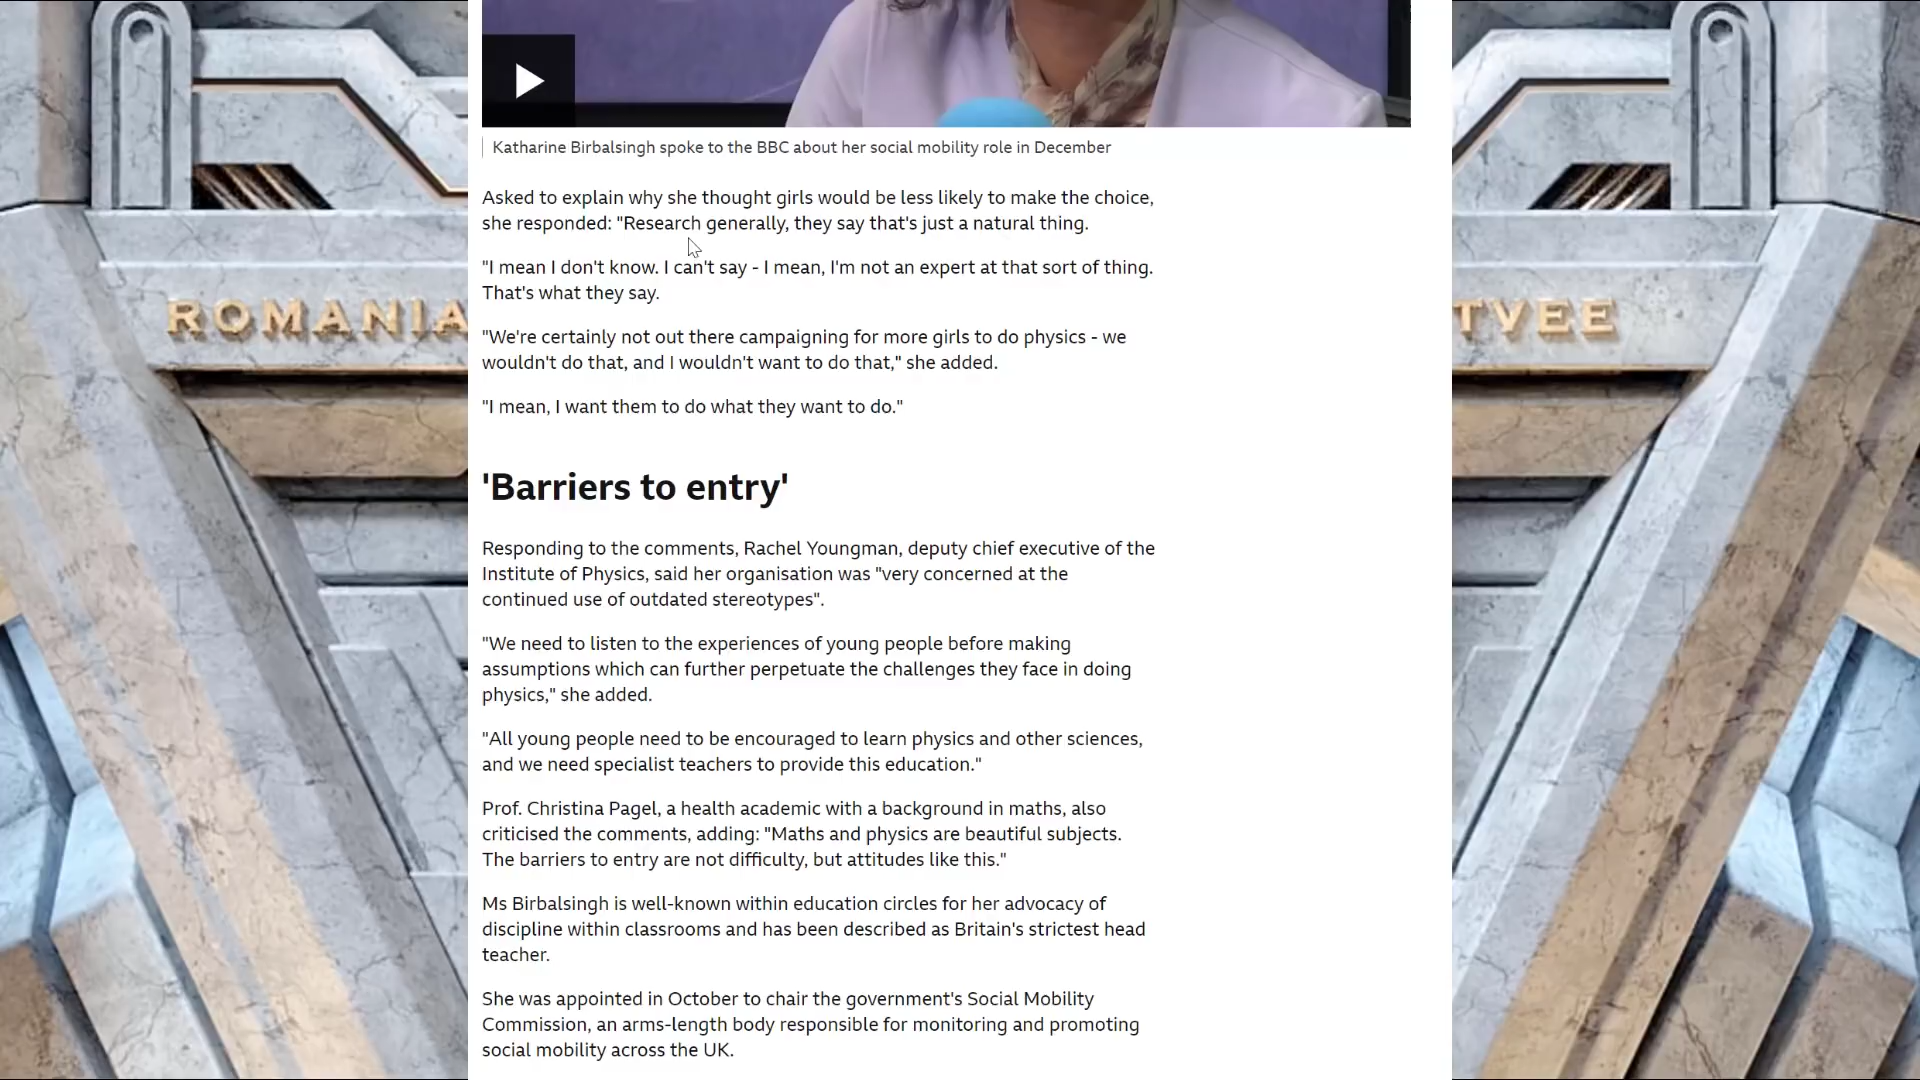 Katharine Birbalsingh spoke to the BBC about her social mobility role in December
Asked to explain why she thought girls would be less likely to make the choice,
she responded: "Research generally, they say that's just a natural thing.
"I mean I don't know. I can't say - I mean, I'm not an expert at that sort of thing.
That's what they say.
ROMANIA
TVEE
"We're certainly not out there campaigning for more girls to do physics - we
wouldn't do that, and I wouldn't want to do that," she added.
"I mean, I want them to do what they want to do."
'Barriers to entry'
Responding to the comments, Rachel Youngman, deputy chief executive of the
Institute of Physics, said her organisation was "very concerned at the
continued use of outdated stereotypes".
"We need to listen to the experiences of young people before making
assumptions which can further perpetuate the challenges they face in doing
physics," she added.
"All young people need to be encouraged to learn physics and other sciences,
and we need specialist teachers to provide this education."
Prof. Christina Pagel, a health academic with a background in maths, also
criticised the comments, adding: "Maths and physics are beautiful subjects.
The barriers to entry are not difficulty, but attitudes like this."
Ms Birbalsingh is well-known within education circles for her advocacy of
discipline within classrooms and has been described as Britain's strictest head
teacher.
She was appointed in October to chair the government's Social Mobility
Commission, an arms-length body responsible for monitoring and promoting
social mobility across the UK.